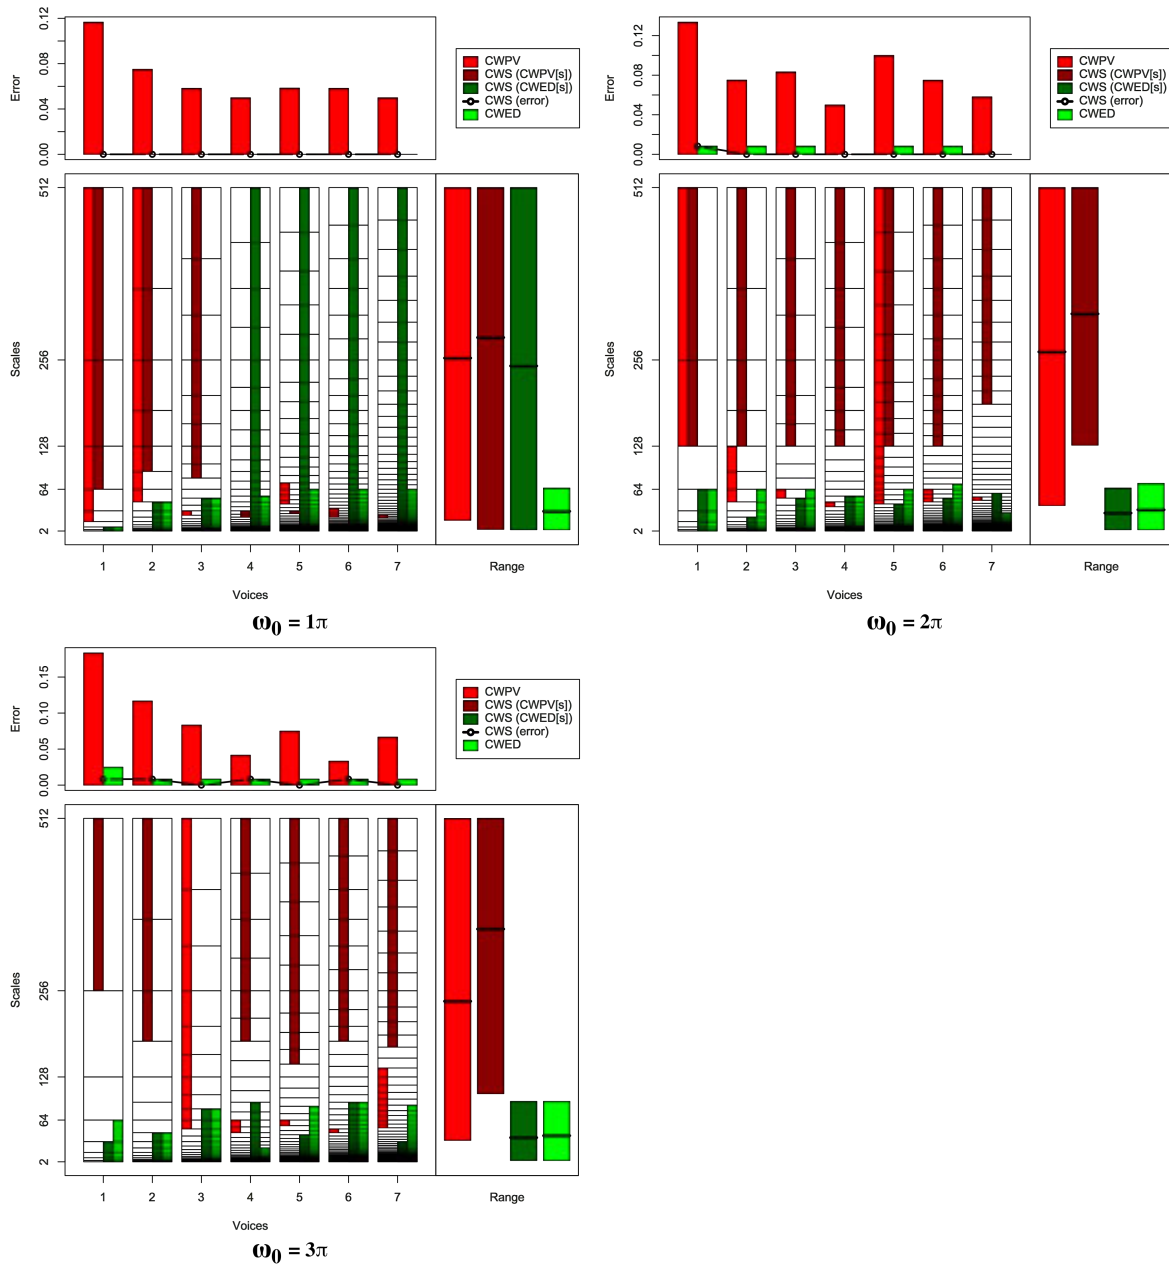 Error
0.00
0.04
0.08
0.12
CWPV
CWS (CWPV[s])
CWS (CWED[s])
CWS (error)
CWED
Scales
512
256
128
64
2
1 2 3 4 5 6 7
Range
Voices
ω0 = 1π
Error
0.00
0.04
0.08
0.12
CWPV
CWS (CWPV[s])
CWS (CWED[s])
CWS (error)
CWED
Scales
512
256
128
64
2
1 2 3 4 5 6 7
Range
Voices
ω0 = 2π
Error
0.00
0.05
0.10
0.15
CWPV
CWS (CWPV[s])
CWS (CWED[s])
CWS (error)
CWED
Scales
512
256
128
64
2
1 2 3 4 5 6 7
Range
Voices
ω0 = 3π